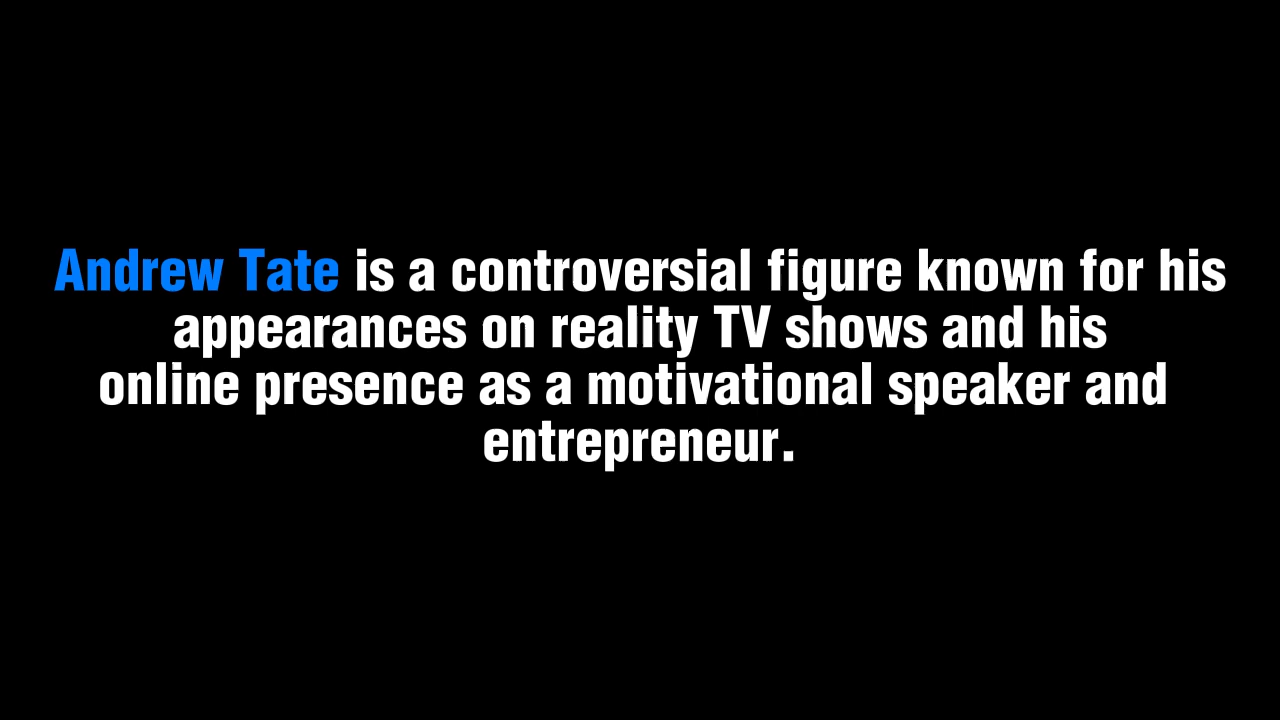 Andrew Tate is a controversial figure known for his
appearances on reality TV shows and his
online presence as a motivational speaker and
entrepreneur.